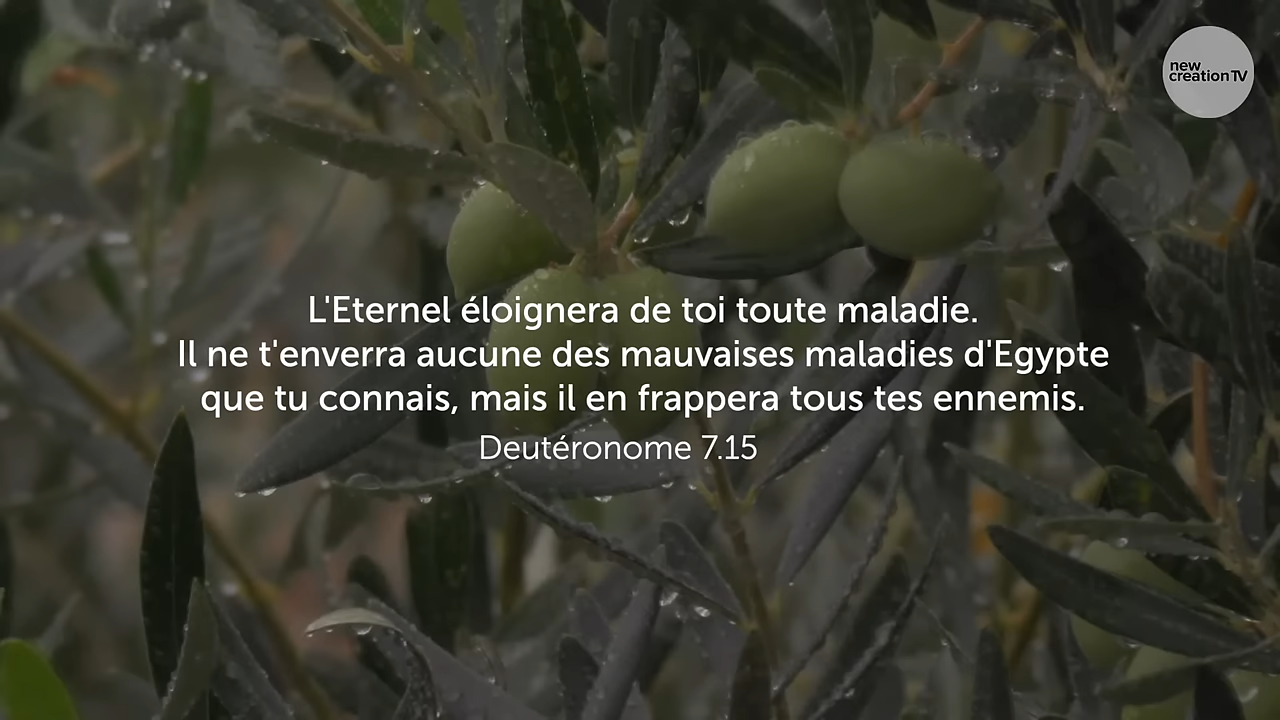 new
creation TV
L'Eternel éloignera de toi toute maladie.
Il ne t'enverra aucune des mauvaises maladies d'Egypte
que tu connais, mais il en frappera tous tes ennemis.
Deutéronome 7.15